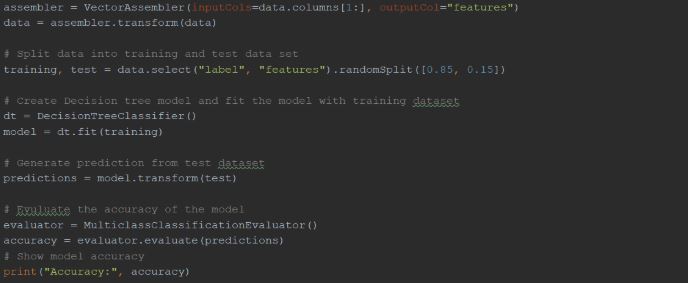 assembler = VectorAssembler(inputCols=data.columns[1:], outputCol="features")
data = assembler.transform(data)
# Split data into training and test data set
training, test = data.select("label", "features").randomSplit([0.85, 0.15])
# Create Decision tree model and fit the model with training dataset
dt = DecisionTreeClassifier()
model = dt.fit(training)
# Generate prediction from test dataset
predictions = model.transform(test)
# Evuluate the accuracy of the model
evaluator = MulticlassClassificationEvaluator()
accuracy = evaluator.evaluate(predictions)
# Show model accuracy
print("Accuracy:", accuracy)